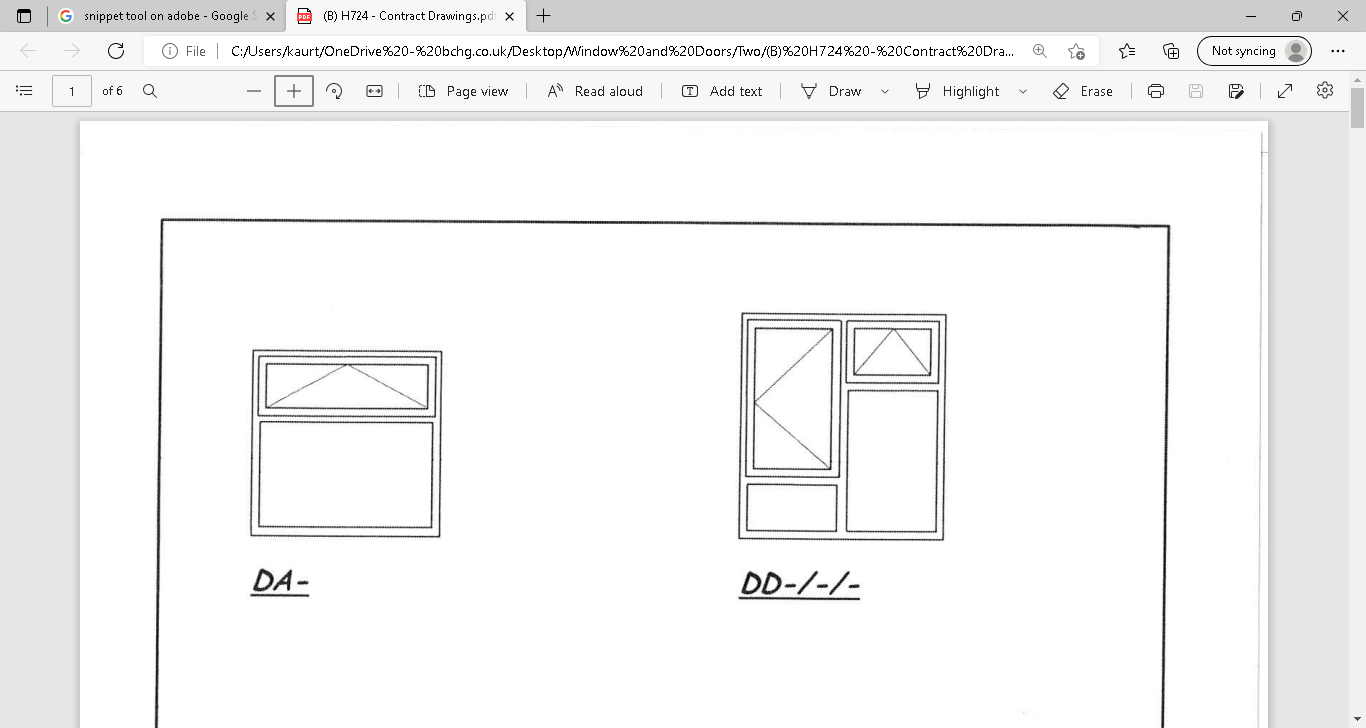 snippet tool on adobe - Google S
(B) H724 - Contract Drawings.pdf
File
C:/Users/kaurt/OneDrive%20-%20bchg.co.uk/Desktop/Window%20and%20Doors/Two/(B)%20H724%20-%20Contract%20Dra...
Not syncing
1 of 6
Page view
Read aloud
Add text
Draw
Highlight
Erase
DA-
DD-/-/-